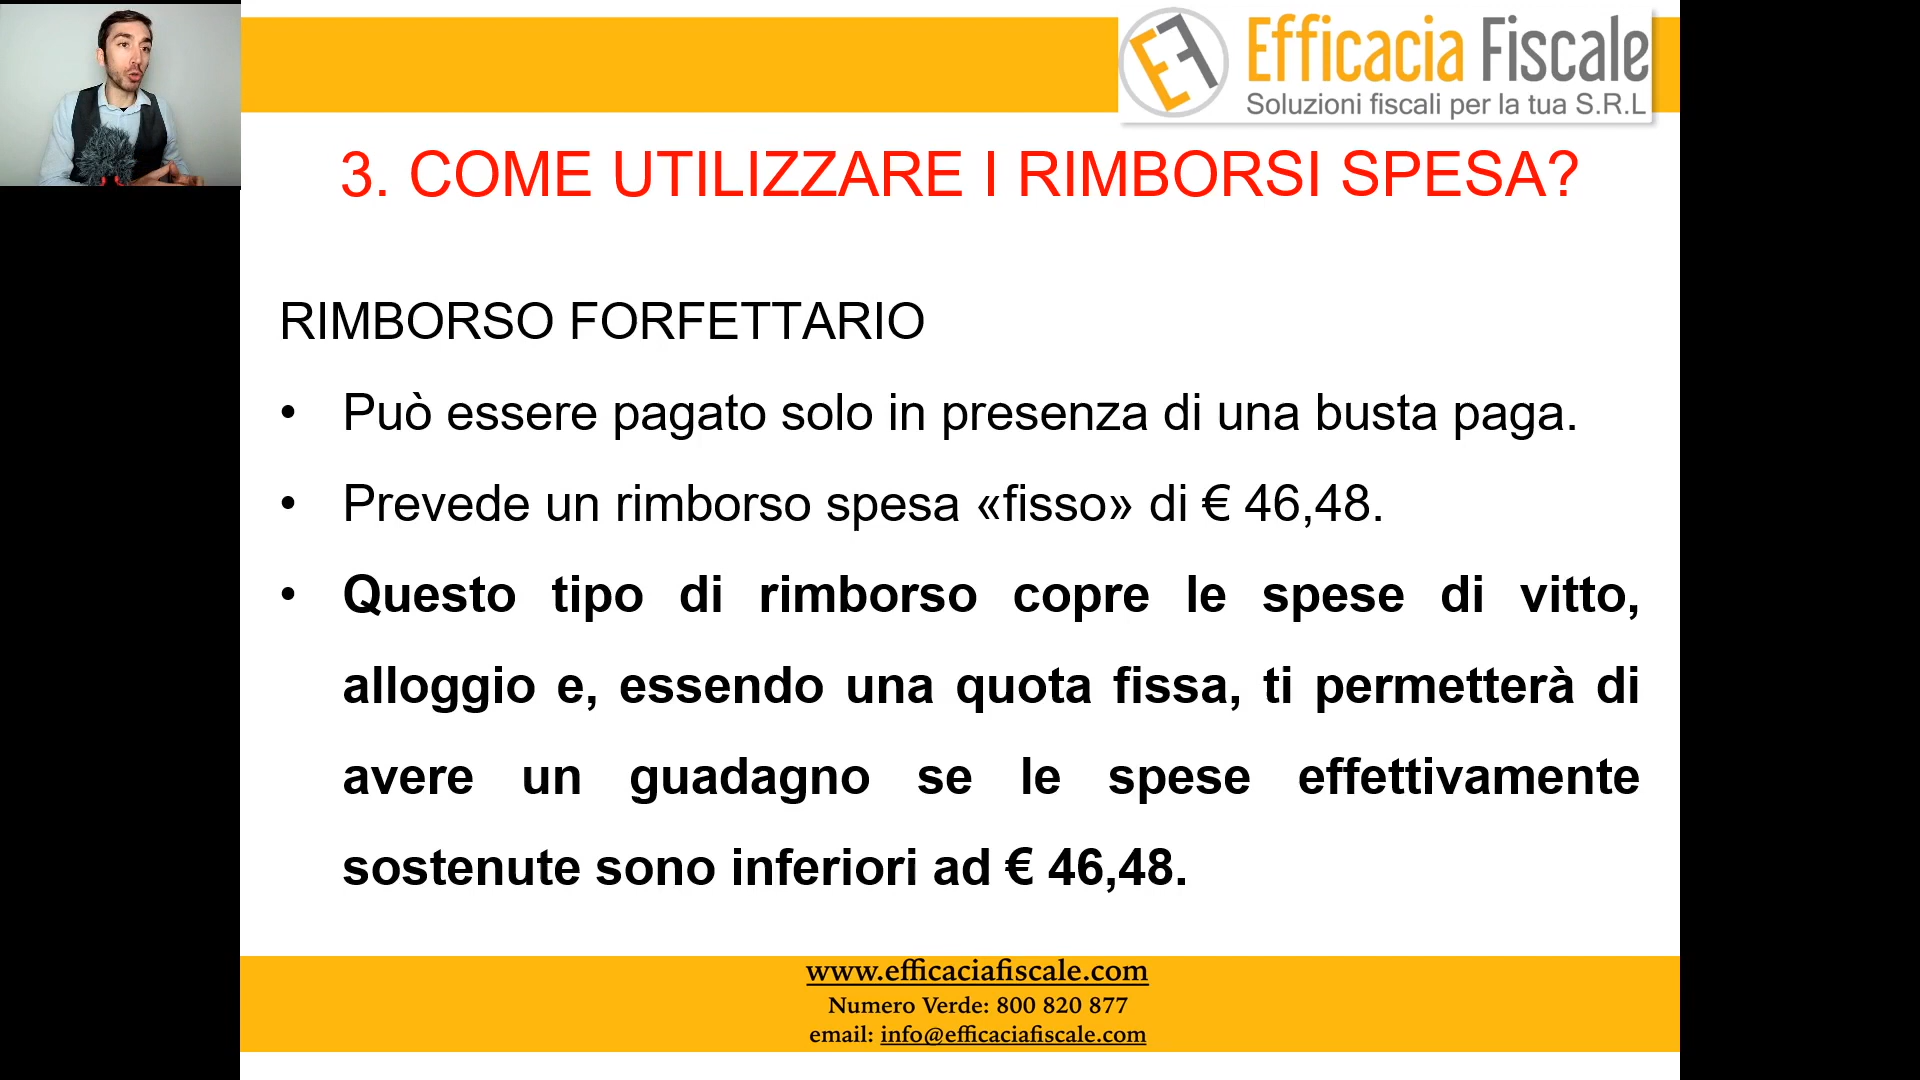 Efficacia Fiscale
Soluzioni fiscali per la tua S.R.L
3. COME UTILIZZARE I RIMBORSI SPESA?
RIMBORSO FORFETTARIO
• Può essere pagato solo in presenza di una busta paga.
• Prevede un rimborso spesa «fisso» di € 46,48.
• Questo tipo di rimborso copre le spese di vitto,
alloggio e, essendo una quota fissa, ti permetterà di
avere un guadagno se le spese effettivamente
sostenute sono inferiori ad € 46,48.
www.efficaciafiscale.com
Numero Verde: 800 820 877
email: info@efficaciafiscale.com